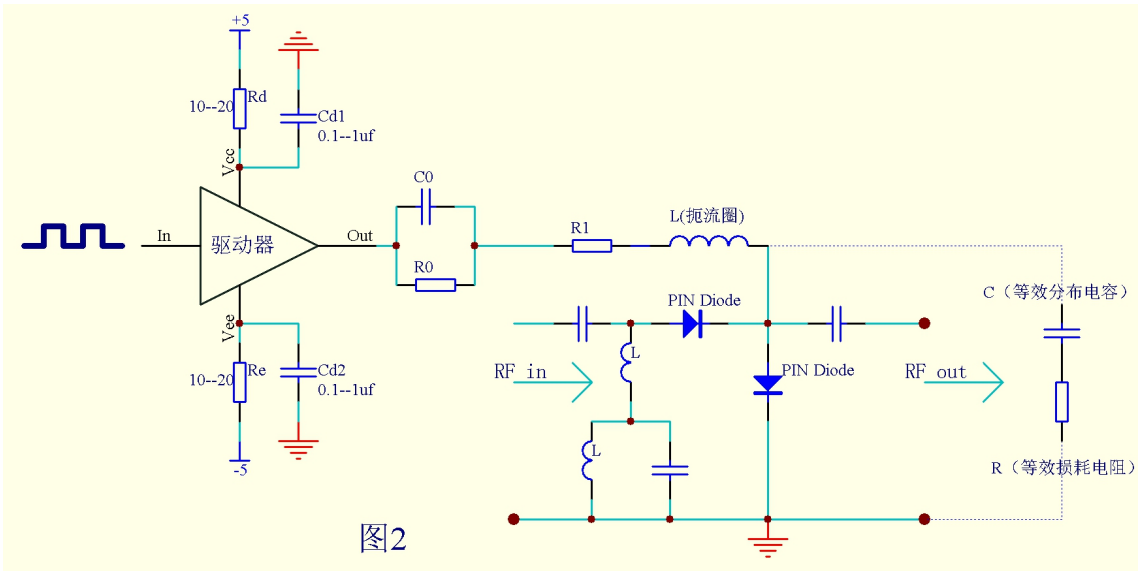 +5
Rd
10--20
Cd1
0.1--1uf
Vcc
C0
In
驱动器
Out
R1
L(扼流圈)
R0
C（等效分布电容）
PIN Diode
Vee
L
Re
10--20
Cd2
0.1--1uf
RF in
PIN Diode
RF out
L
-5
R（等效损耗电阻）
图2